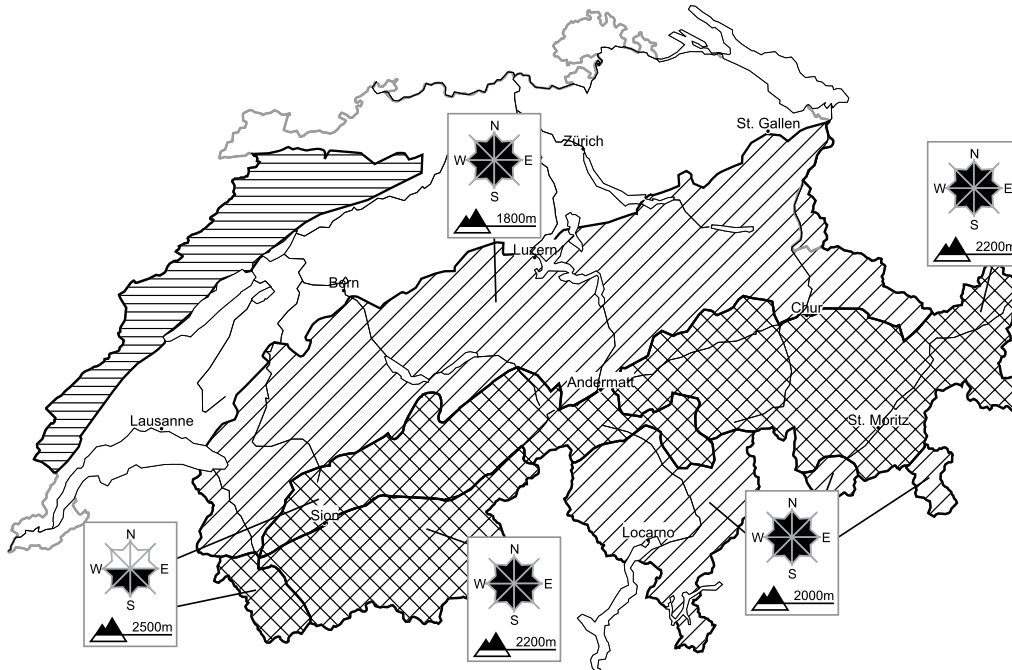 St. Gallen
Zürich
N
W E
S
1800m
N
W E
S
2200m
Luzern
Bern
Chur
Andermatt
Lausanne
St. Moritz
Sion
Locarno
N
W E
S
2500m
N
W E
S
2200m
N
W E
S
2000m